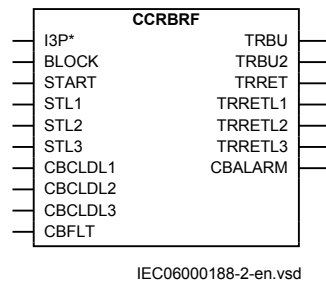 CCRBRF
I3P* TRBU
BLOCK TRBU2
START TRRET
STL1 TRRETL1
STL2 TRRETL2
STL3 TRRETL3
CBCLDL1 CBALARM
CBCLDL2
CBCLDL3
CBFLT
IEC06000188-2-en.vsd